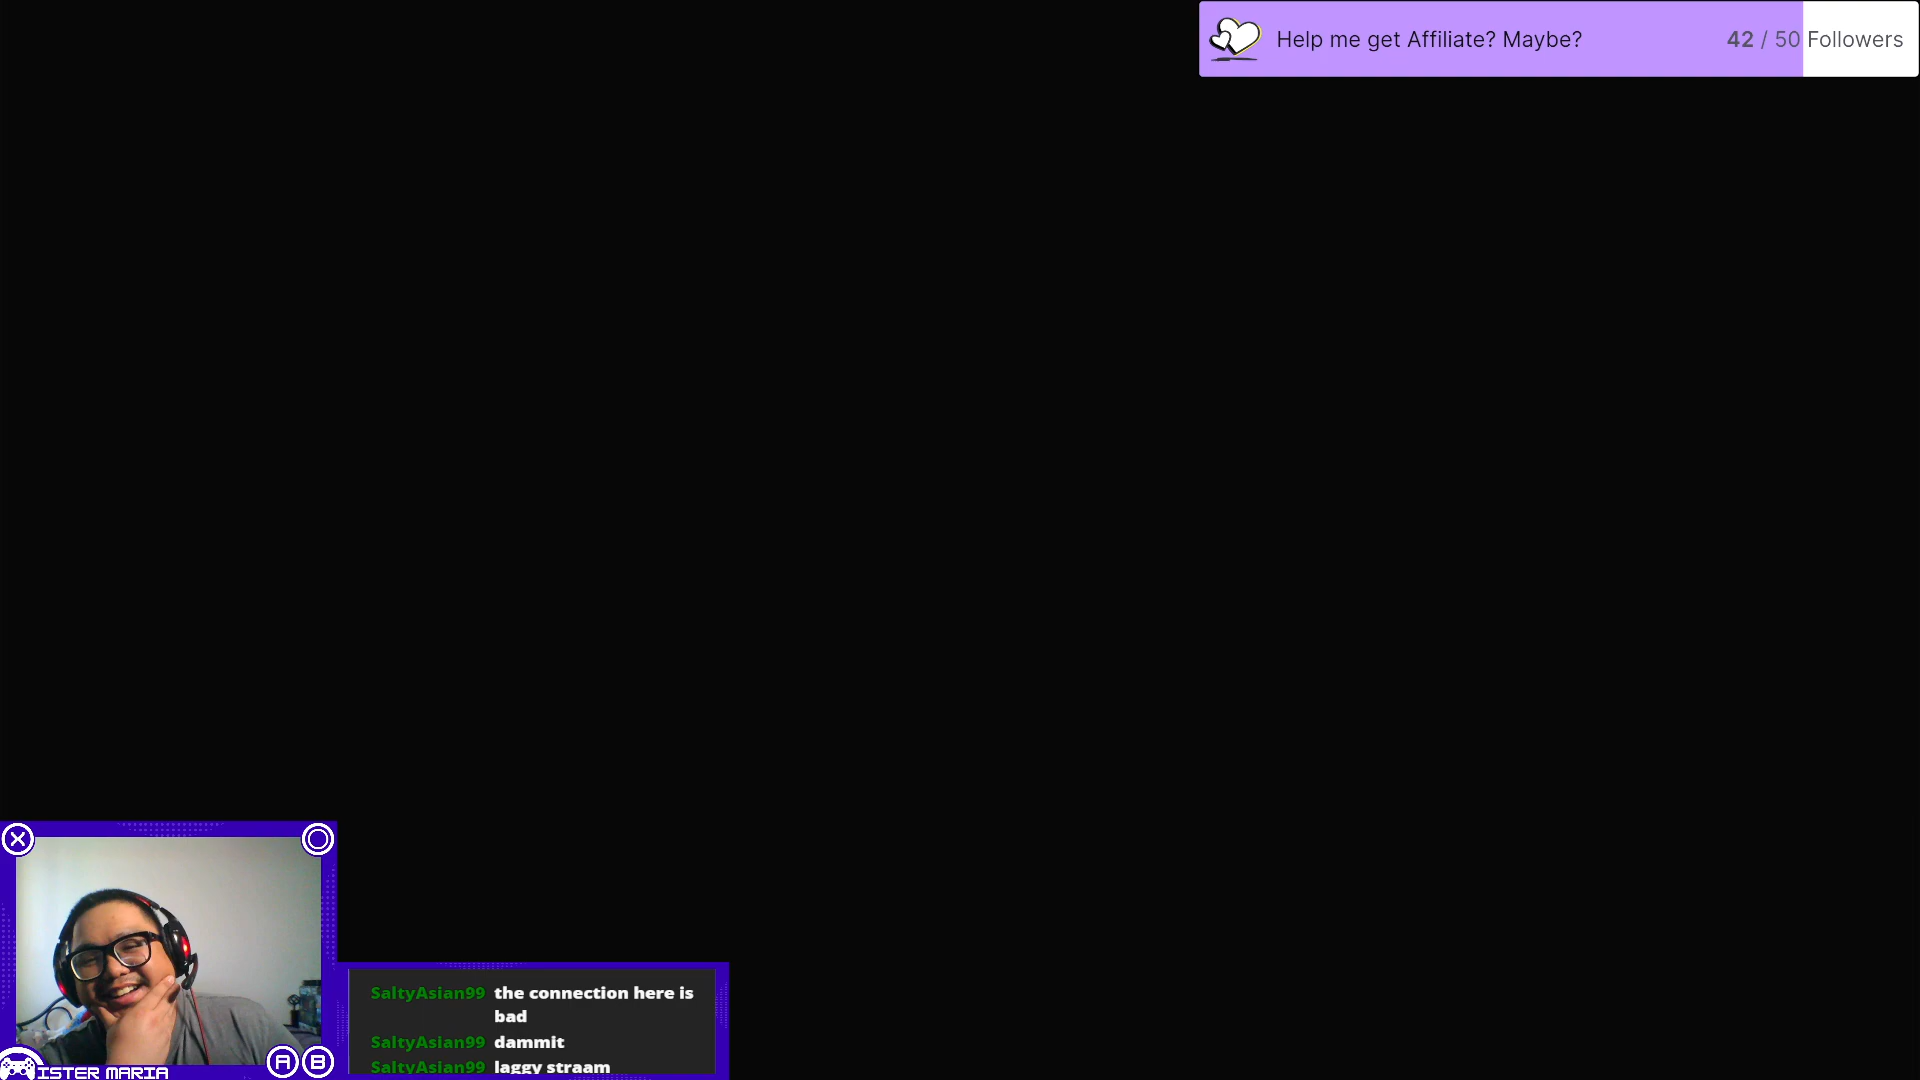 Help me get Affiliate? Maybe? 42 / 50 Followers
SaltyAsian99 the connection here is
bad
SaltyAsian99 dammit
SaltyAsian99 laggy straam
A B
ISTER MARIA